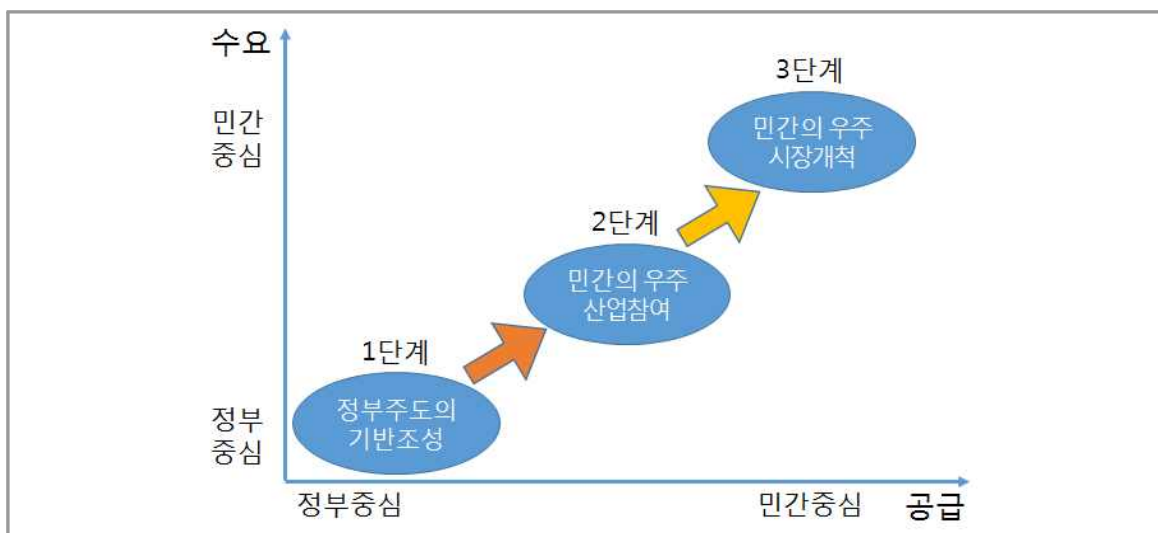 수요
3단계
민간
중심
민간의 우주
시장개척
2단계
민간의 우주
산업참여
1단계
정부주도의
기반조성
정부
중심
정부중심
민간중심
공급